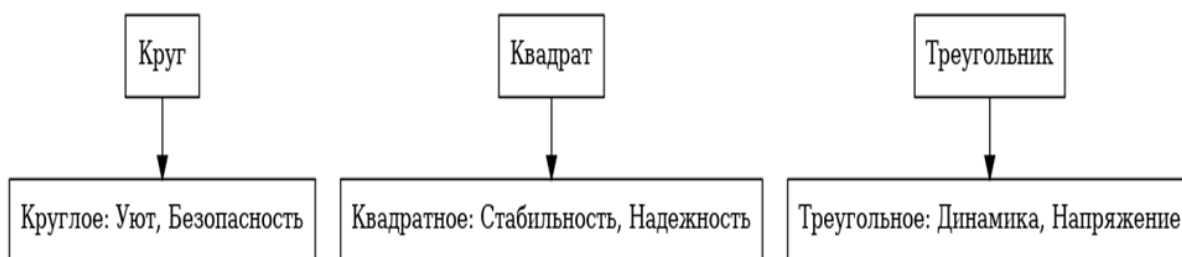 Круг
Квадрат
Треугольник
Круглое: Уют, Безопасность
Квадратное: Стабильность, Надежность
Треугольное: Динамика, Напряжение